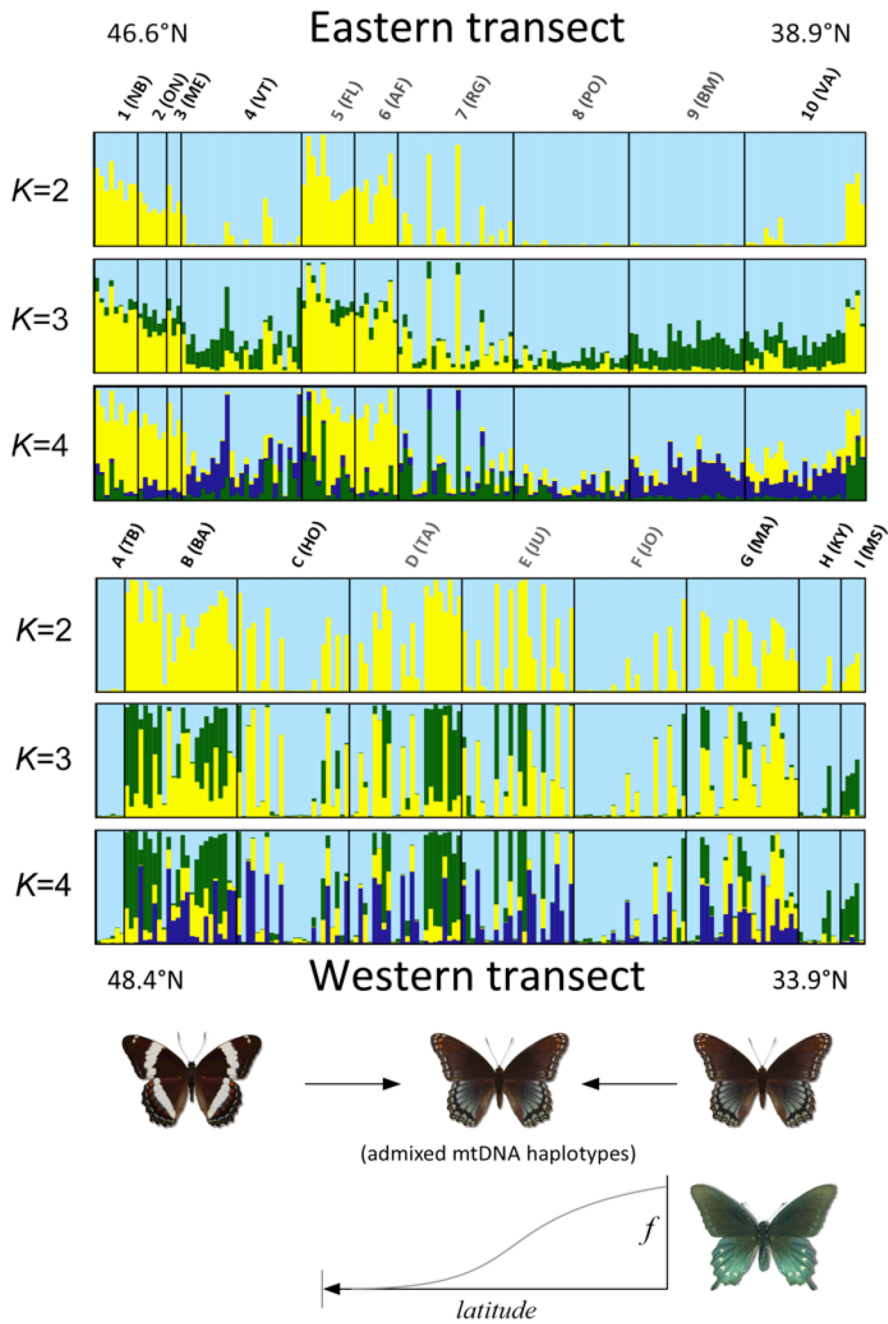 46.6°N Eastern transect 38.9°N
1 (NB) 2 (ON) 3 (ME) 4 (VT) 5 (FL) 6 (AF) 7 (RG) 8 (PO) 9 (BM) 10 (VA)
K=2
K=3
K=4
A (TB) B (BA) C (HO) D (TA) E (JU) F (JO) G (MA) H (KY) I (MS)
K=2
K=3
K=4
48.4°N Western transect 33.9°N
(admixed mtDNA haplotypes)
f
latitude